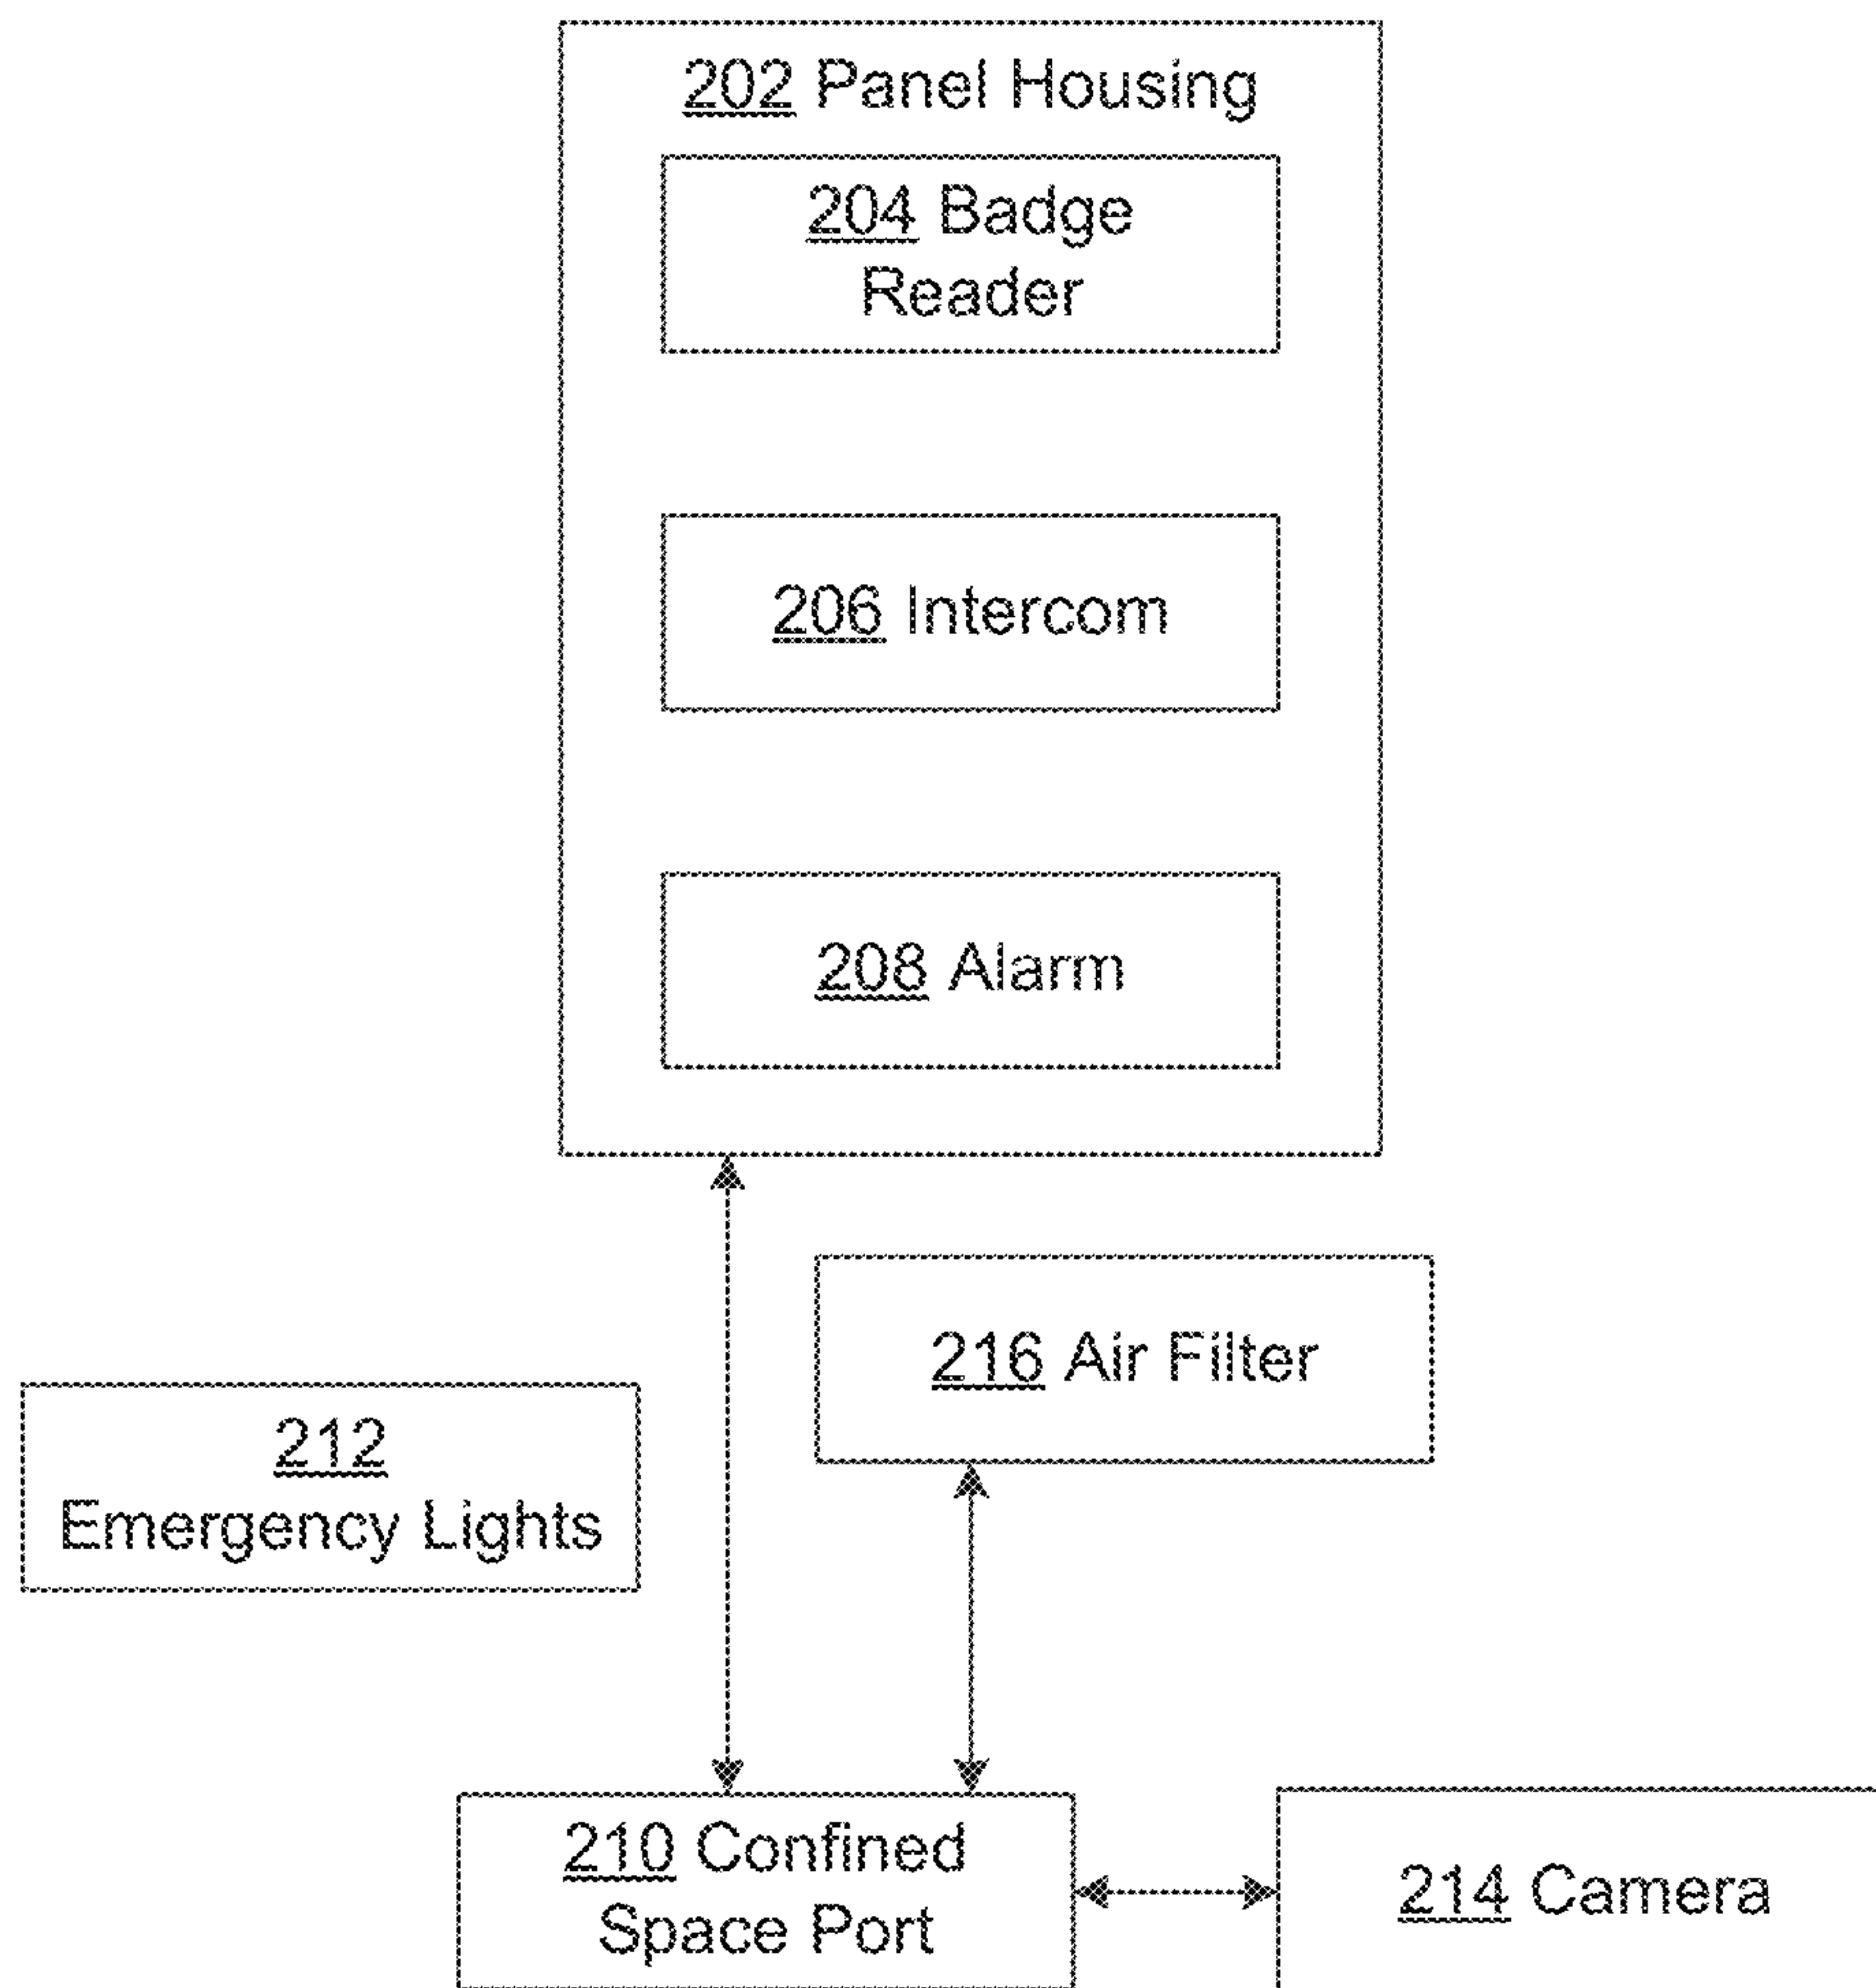 202 Panel Housing
204 Badge
Reader
206 Intercom
208 Alarm
216 Air Filter
212
Emergency Lights
210 Confined
Space Port
214 Camera